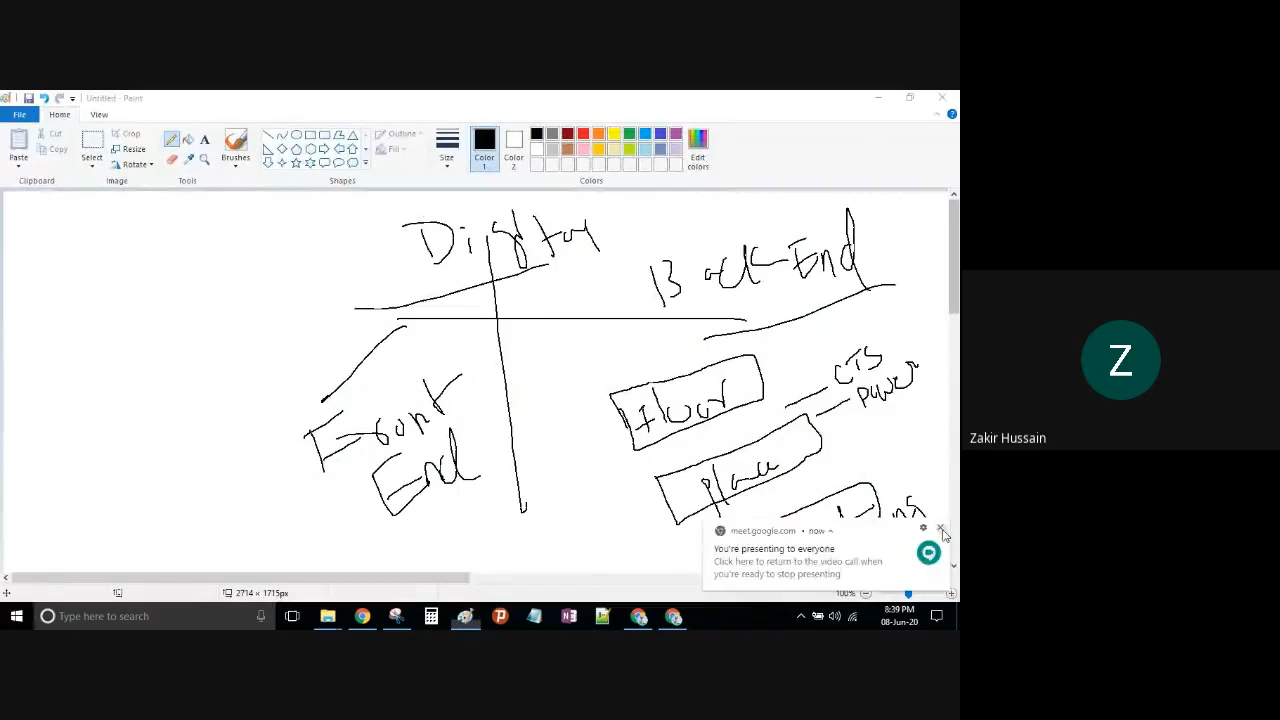 Untitled - Paint
File
Home
View
Paste
Cut
Copy
Clipboard
Select
Crop
Resize
Rotate
Image
Tools
Brushes
Shapes
Outline
Fill
Size
Color 1
Color 2
Colors
Edit colors
Back End
Front
End
Floor
CTS
Power
Place
meet.google.com • now
You're presenting to everyone
Click here to return to the video call when
you're ready to stop presenting
2714 × 1715px
100%
Type here to search
8:39 PM
08-Jun-20
Z
Zakir Hussain